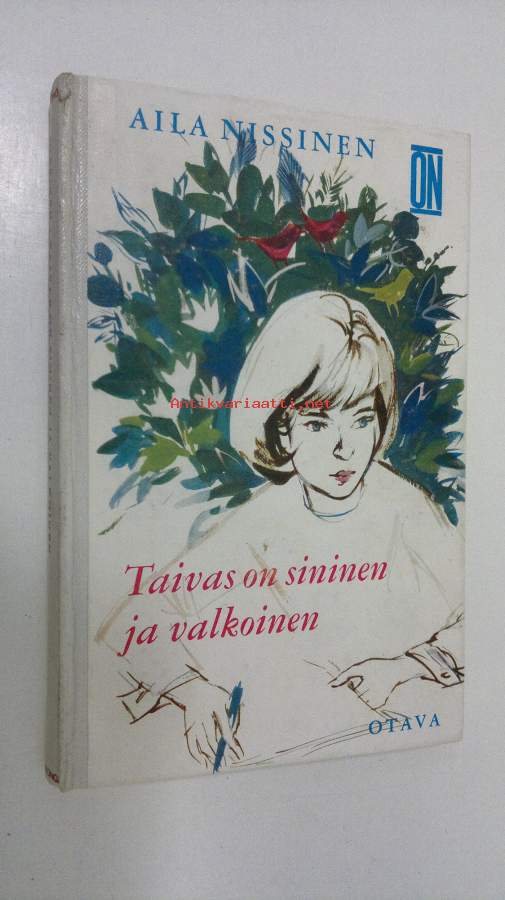 AILA NISSINEN
ON
Antikvariaatti.net
Taivas on sininen
ja valkoinen
OTAVA